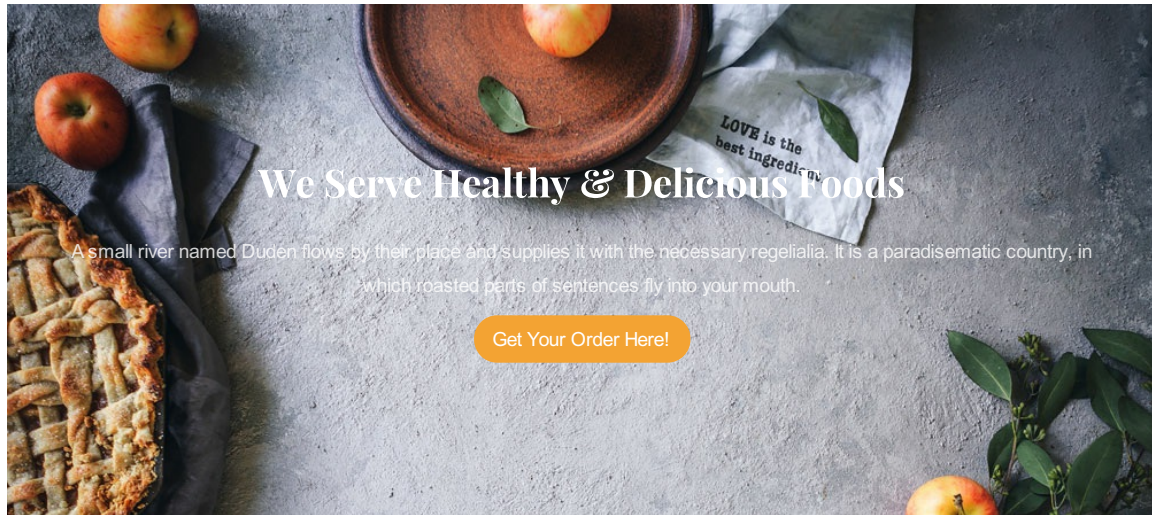 LOVE is the
best ingredient
We Serve Healthy & Delicious Foods
A small river named Duden flows by their place and supplies it with the necessary regelialia. It is a paradisematic country, in
which roasted parts of sentences fly into your mouth.
Get Your Order Here!